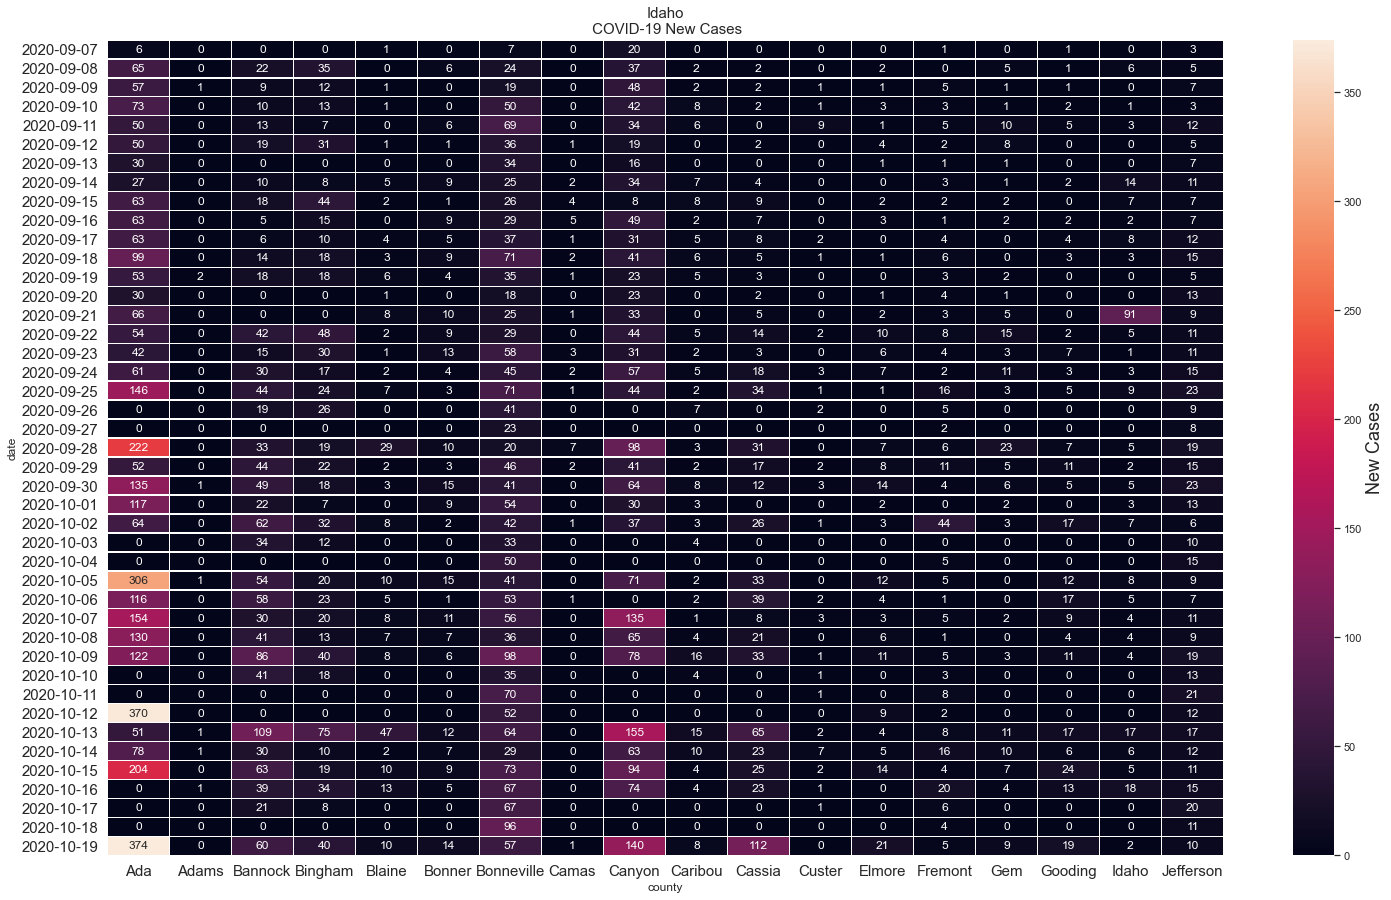 Idaho
COVID-19 New Cases
2020-09-07 6 0 0 0 1 0 7 0 20 0 0 0 0 1 0 1 0 3
2020-09-08 65 0 22 35 0 6 24 0 37 2 2 0 2 0 5 1 6 5
2020-09-09 57 1 9 12 1 0 19 0 48 2 2 1 1 5 1 1 0 7
2020-09-10 73 0 10 13 1 0 50 0 42 8 2 1 3 3 1 2 1 3
2020-09-11 50 0 13 7 0 6 69 0 34 6 0 9 1 5 10 5 3 12
2020-09-12 50 0 19 31 1 1 36 1 19 0 2 0 4 2 8 0 0 5
2020-09-13 30 0 0 0 0 0 34 0 16 0 0 0 1 1 1 0 0 7
2020-09-14 27 0 10 8 5 9 25 2 34 7 4 0 0 3 1 2 14 11
2020-09-15 63 0 18 44 2 1 26 4 8 8 9 0 2 2 2 0 7 7
2020-09-16 63 0 5 15 0 9 29 5 49 2 7 0 3 1 2 2 2 7
2020-09-17 63 0 6 10 4 5 37 1 31 5 8 2 0 4 0 4 8 12
2020-09-18 99 0 14 18 3 9 71 2 41 6 5 1 1 6 0 3 3 15
2020-09-19 53 2 18 18 6 4 35 1 23 5 3 0 0 3 2 0 0 5
2020-09-20 30 0 0 0 1 0 18 0 23 0 2 0 1 4 1 0 0 13
2020-09-21 66 0 0 0 8 10 25 1 33 0 5 0 2 3 5 0 91 9
2020-09-22 54 0 42 48 2 9 29 0 44 5 14 2 10 8 15 2 5 11
2020-09-23 42 0 15 30 1 13 58 3 31 2 3 0 6 4 3 7 1 11
2020-09-24 61 0 30 17 2 4 45 2 57 5 18 3 7 2 11 3 3 15
2020-09-25 146 0 44 24 7 3 71 1 44 2 34 1 1 16 3 5 9 23
2020-09-26 0 0 19 26 0 0 41 0 0 7 0 2 0 5 0 0 0 9
2020-09-27 0 0 0 0 0 0 23 0 0 0 0 0 0 2 0 0 0 8
2020-09-28 222 0 33 19 29 10 20 7 98 3 31 0 7 6 23 7 5 19
2020-09-29 52 0 44 22 2 3 46 2 41 2 17 2 8 11 5 11 2 15
2020-09-30 135 1 49 18 3 15 41 0 64 8 12 3 14 4 6 5 5 23
2020-10-01 117 0 22 7 0 9 54 0 30 3 0 0 2 0 2 0 3 13
2020-10-02 64 0 62 32 8 2 42 1 37 3 26 1 3 44 3 17 7 6
2020-10-03 0 0 34 12 0 0 33 0 0 4 0 0 0 0 0 0 0 10
2020-10-04 0 0 0 0 0 0 50 0 0 0 0 0 0 5 0 0 0 15
2020-10-05 306 1 54 20 10 15 41 0 71 2 33 0 12 5 0 12 8 9
2020-10-06 116 0 58 23 5 1 53 1 0 2 39 2 4 1 0 17 5 7
2020-10-07 154 0 30 20 8 11 56 0 135 1 8 3 3 5 2 9 4 11
2020-10-08 130 0 41 13 7 7 36 0 65 4 21 0 6 1 0 4 4 9
2020-10-09 122 0 86 40 8 6 98 0 78 16 33 1 11 5 3 11 4 19
2020-10-10 0 0 41 18 0 0 35 0 0 4 0 1 0 3 0 0 0 13
2020-10-11 0 0 0 0 0 0 70 0 0 0 0 1 0 8 0 0 0 21
2020-10-12 370 0 0 0 0 0 52 0 0 0 0 0 9 2 0 0 0 12
2020-10-13 51 1 109 75 47 12 64 0 155 15 65 2 4 8 11 17 17 17
2020-10-14 78 1 30 10 2 7 29 0 63 10 23 7 5 16 10 6 6 12
2020-10-15 204 0 63 19 10 9 73 0 94 4 25 2 14 4 7 24 5 11
2020-10-16 0 1 39 34 13 5 67 0 74 4 23 1 0 20 4 13 18 15
2020-10-17 0 0 21 8 0 0 67 0 0 0 0 1 0 6 0 0 0 20
2020-10-18 0 0 0 0 0 0 96 0 0 0 0 0 0 4 0 0 0 11
2020-10-19 374 0 60 40 10 14 57 1 140 8 112 0 21 5 9 19 2 10
Ada Adams Bannock Bingham Blaine Bonner Bonneville Camas Canyon Caribou Cassia Custer Elmore Fremont Gem Gooding Idaho Jefferson
county
date
350
300
250
200
150
100
50
0
New Cases